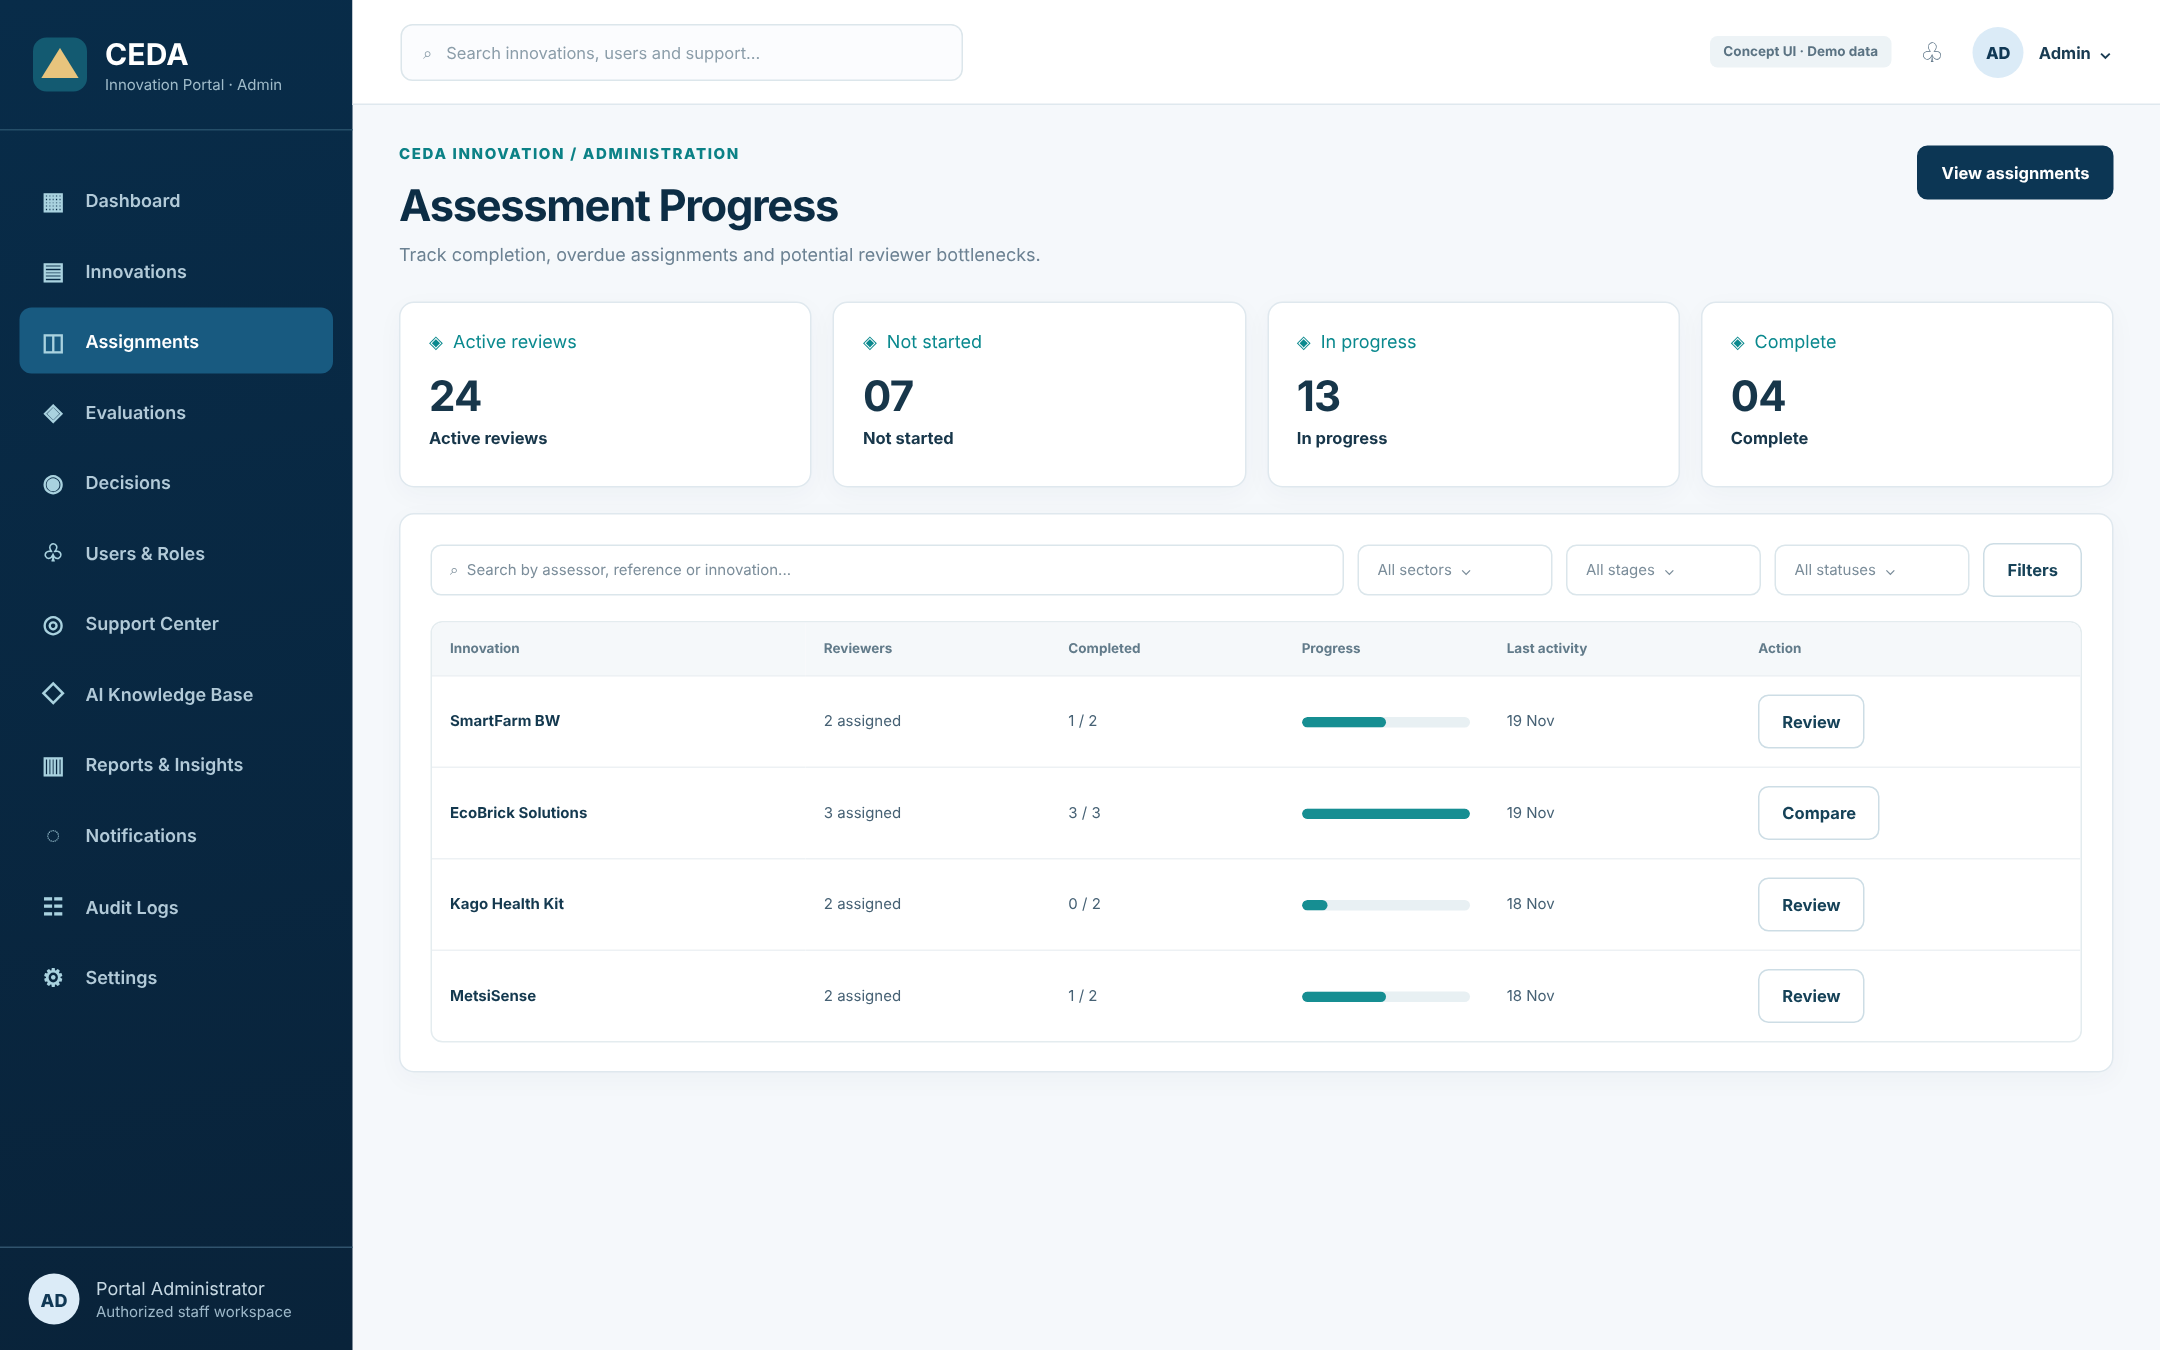 CEDA
Innovation Portal · Admin
Dashboard
Innovations
Assignments
Evaluations
Decisions
Users & Roles
Support Center
AI Knowledge Base
Reports & Insights
Notifications
Audit Logs
Settings
AD
Portal Administrator
Authorized staff workspace
Search innovations, users and support...
Concept UI · Demo data
AD
Admin
CEDA INNOVATION / ADMINISTRATION
Assessment Progress
Track completion, overdue assignments and potential reviewer bottlenecks.
View assignments
Active reviews
24
Active reviews
Not started
07
Not started
In progress
13
In progress
Complete
04
Complete
Search by assessor, reference or innovation...
All sectors
All stages
All statuses
Filters
Innovation Reviewers Completed Progress Last activity Action
SmartFarm BW 2 assigned 1 / 2 19 Nov Review
EcoBrick Solutions 3 assigned 3 / 3 19 Nov Compare
Kago Health Kit 2 assigned 0 / 2 18 Nov Review
MetsiSense 2 assigned 1 / 2 18 Nov Review